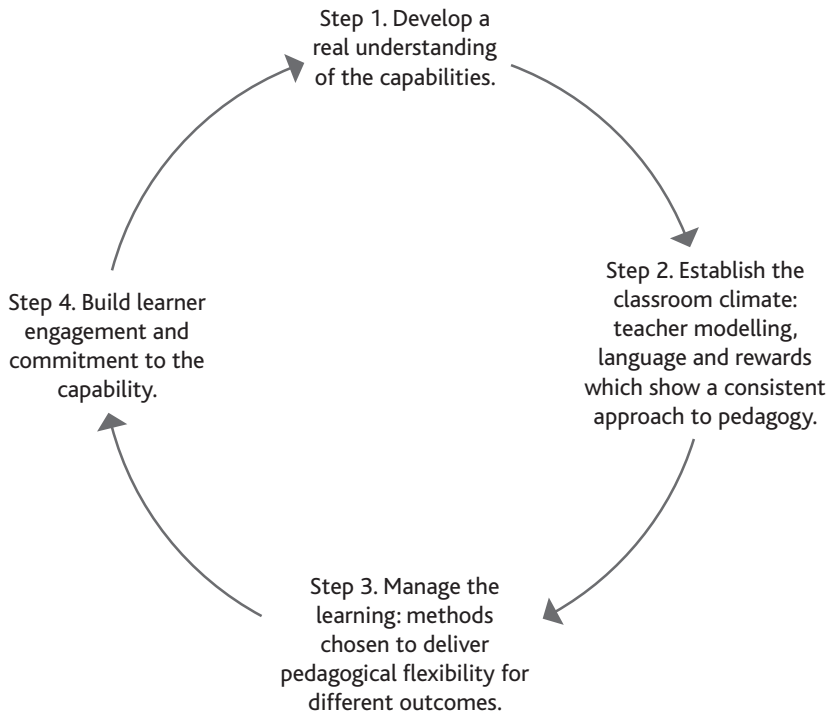 Step 1. Develop a
real understanding
of the capabilities.
Step 2. Establish the
classroom climate:
teacher modelling,
language and rewards
which show a consistent
approach to pedagogy.
Step 3. Manage the
learning: methods
chosen to deliver
pedagogical flexibility for
different outcomes.
Step 4. Build learner
engagement and
commitment to the
capability.